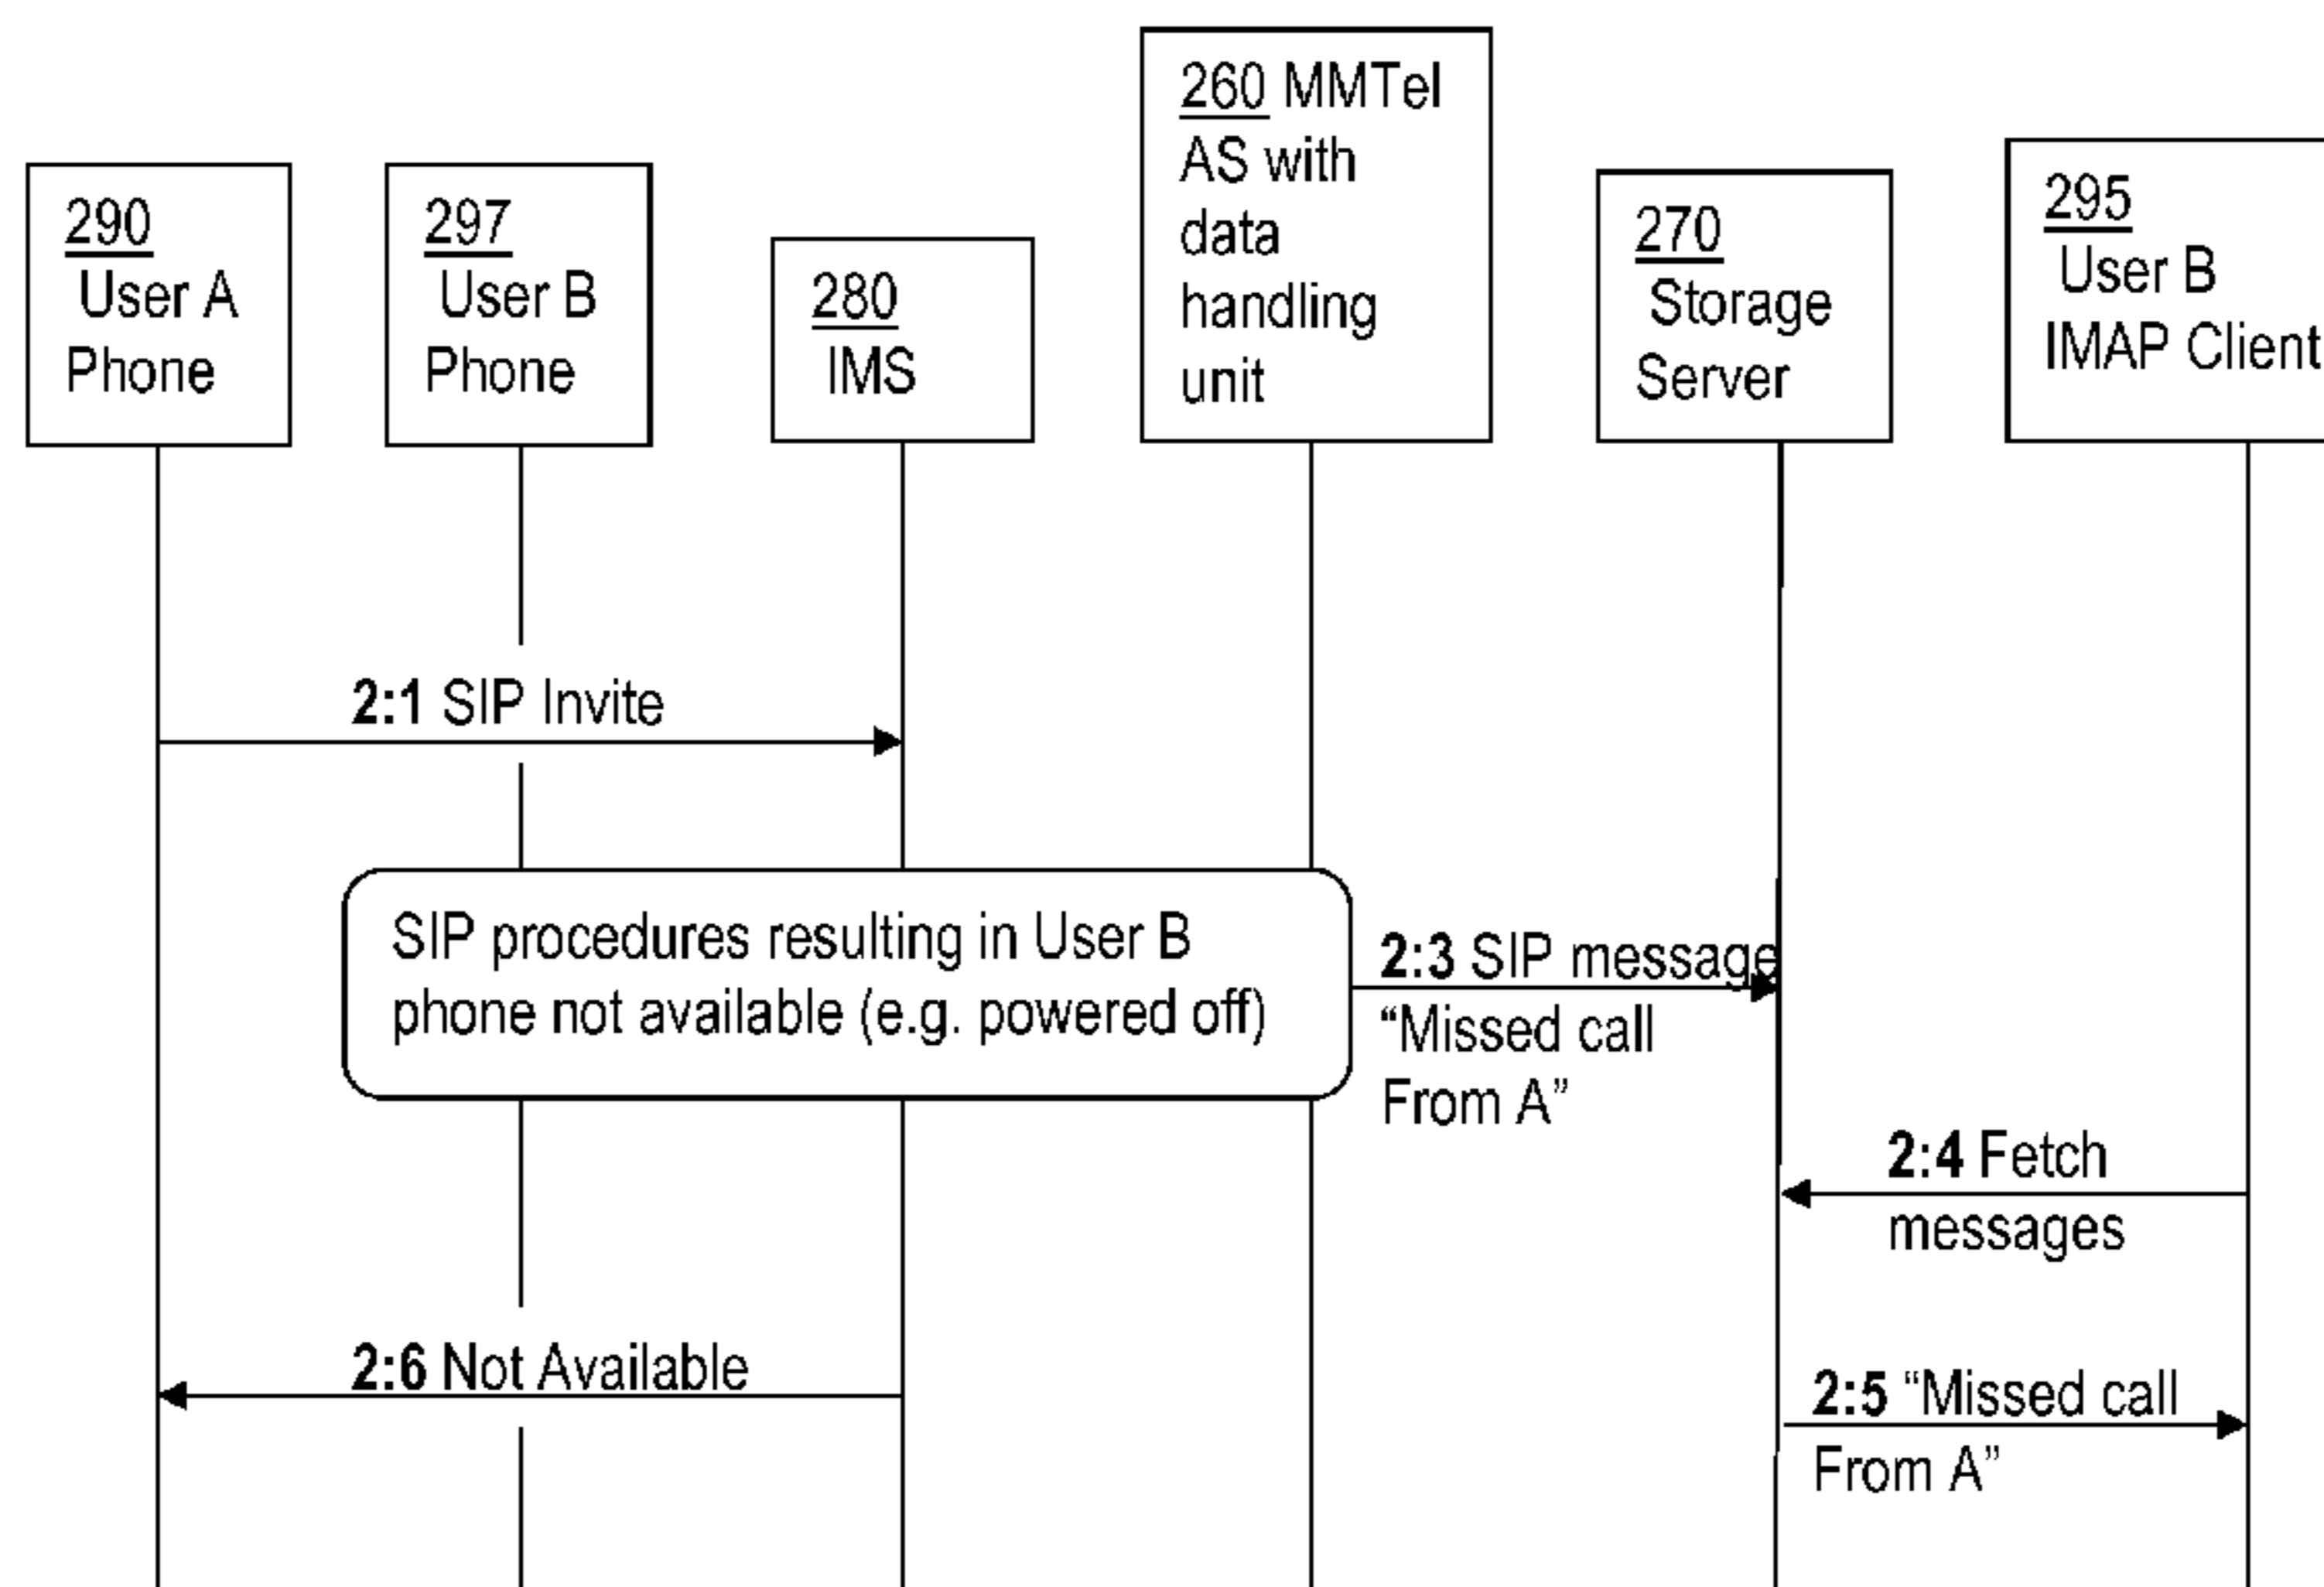 290
User A
Phone
297
User B
Phone
280
IMS
260 MMTel
AS with
data
handling
unit
270
Storage
Server
295
User B
IMAP Client
2:1 SIP Invite
SIP procedures resulting in User B
phone not available (e.g. powered off)
2:3 SIP message
“Missed call
From A”
2:4 Fetch
messages
2:6 Not Available
2:5 “Missed call
From A”